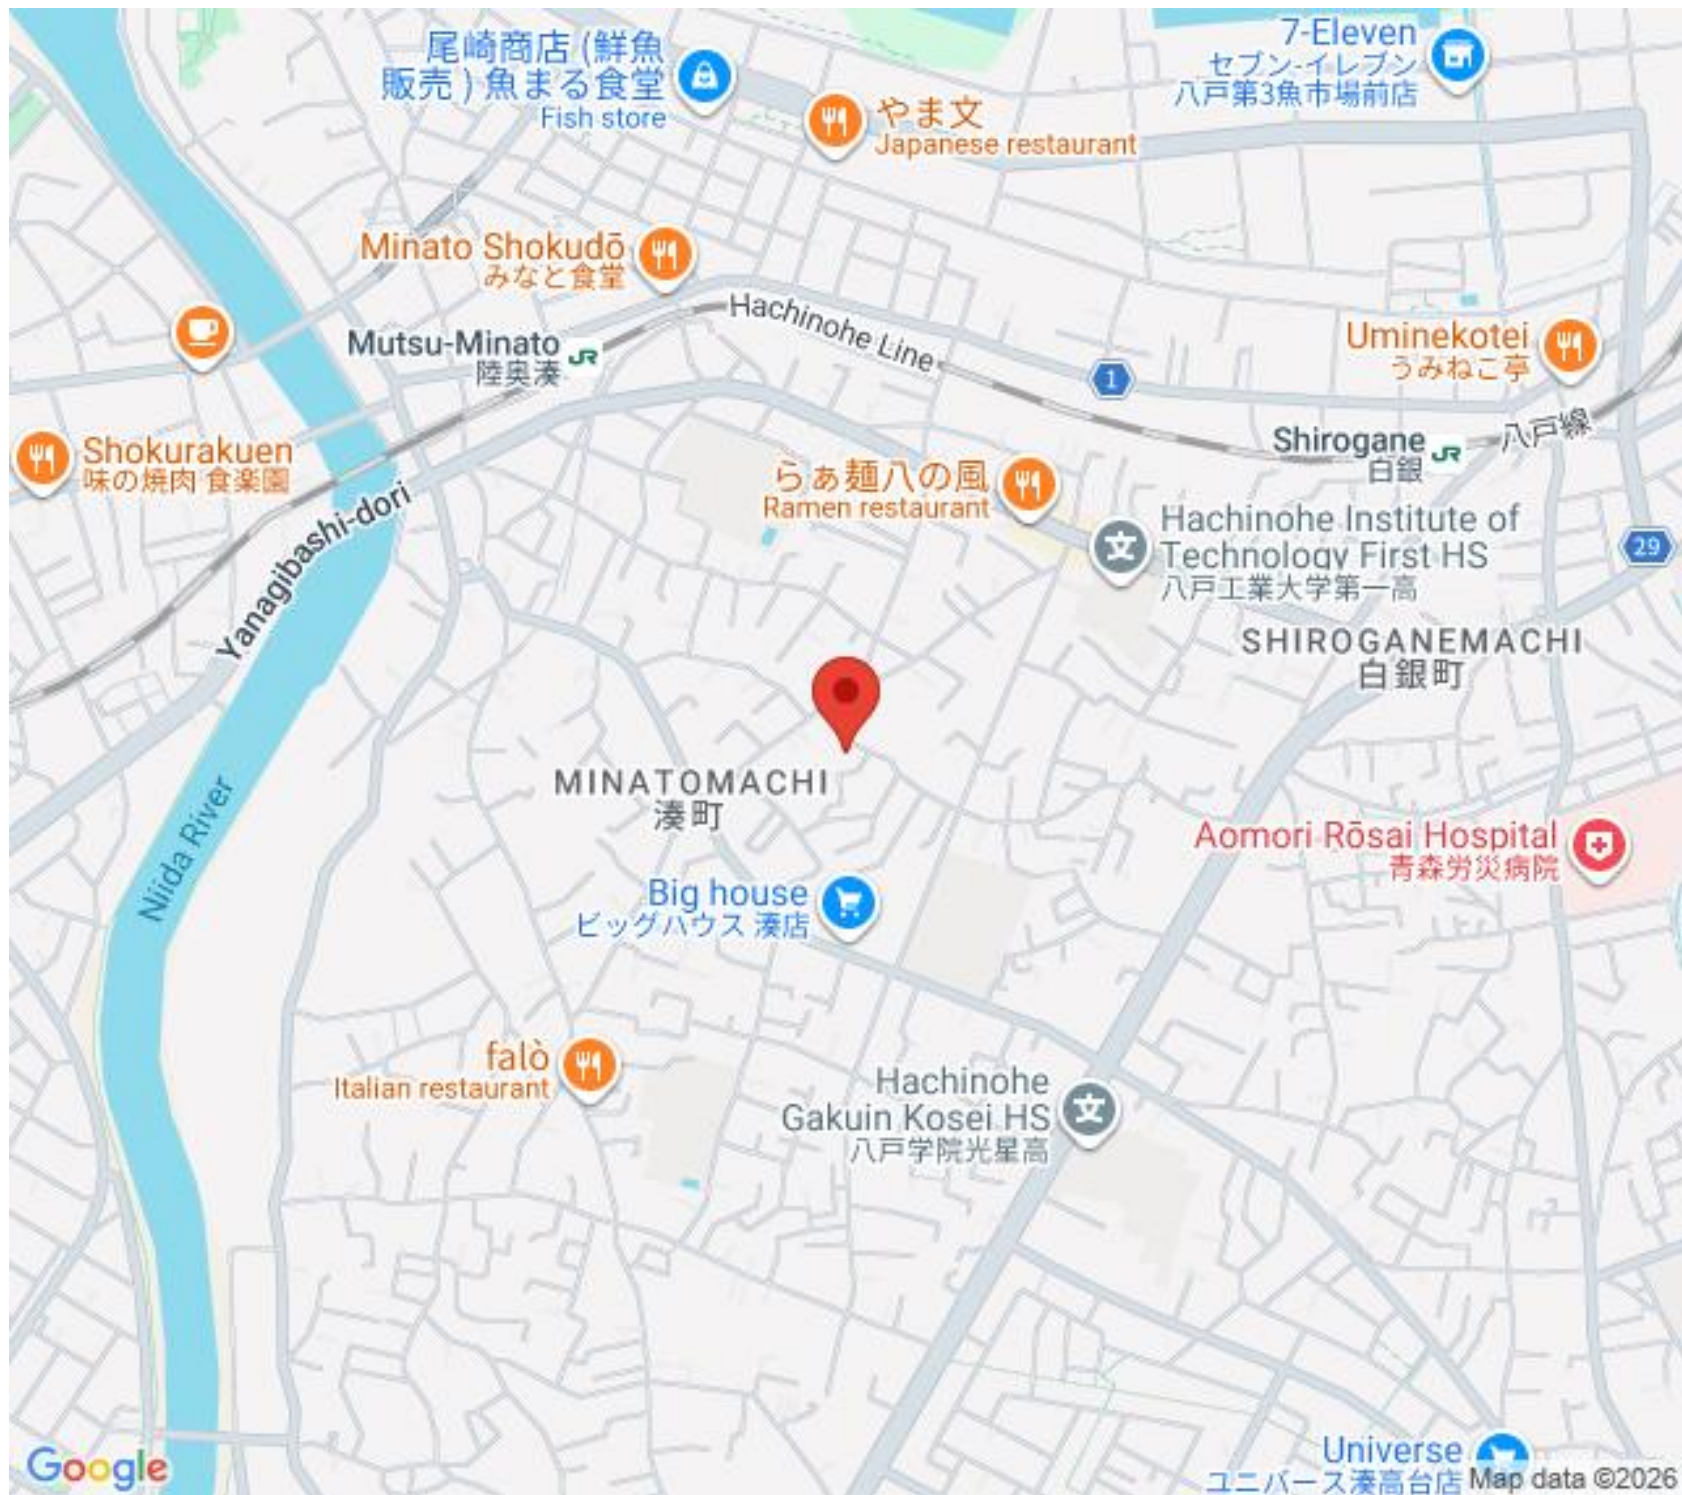 尾崎商店 (鮮魚
販売 ) 魚まる食堂
Fish store
やま文
Japanese restaurant
7-Eleven
セブン-イレブン
八戸第3魚市場前店
Minato Shokudō
みなと食堂
Hachinohe Line
Mutsu-Minato
陸奥湊
JR
1
Uminekotei
うみねこ亭
Shokurakuen
味の焼肉 食楽園
Shirogane
白銀
JR
八戸線
らぁ麺八の風
Ramen restaurant
Yanagibashi-dori
文
Hachinohe Institute of
Technology First HS
八戸工業大学第一高
29
SHIROGANEMACHI
白銀町
MINATOMACHI
湊町
Niida River
Aomori Rōsai Hospital
青森労災病院
Big house
ビッグハウス 湊店
falò
Italian restaurant
Hachinohe
Gakuin Kosei HS
八戸学院光星高
文
Universe
ユニバース湊高台店
Google
Map data ©2026